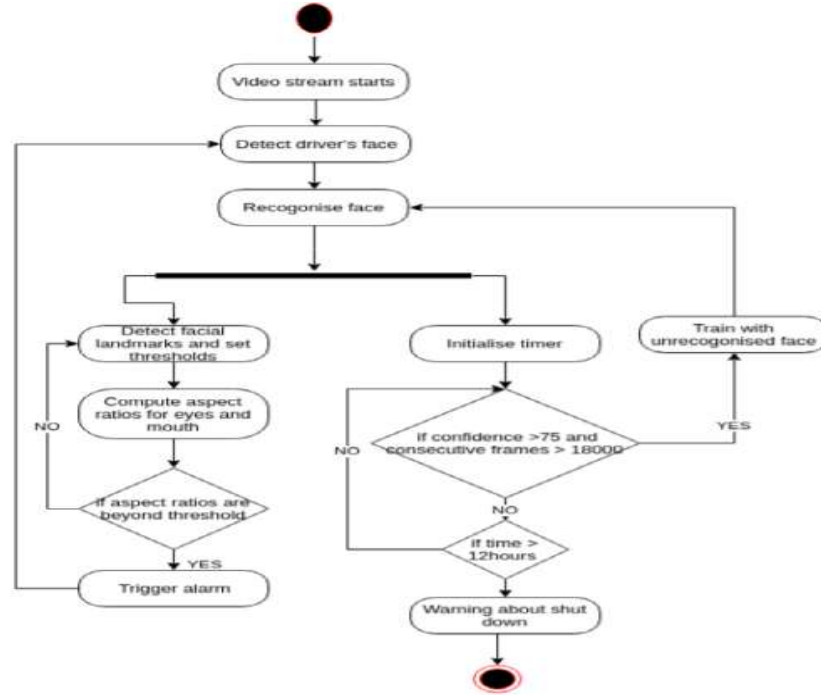 Video stream starts
Detect driver's face
Recogonise face
Detect facial
landmarks and set
thresholds
Compute aspect
ratios for eyes and
mouth
NO
if aspect ratios are
beyond threshold
YES
Trigger alarm
Initialise timer
Train with
unrecogonised face
if confidence >75 and
consecutive frames > 18000
YES
NO
NO
if time >
12hours
Warning about shut
down